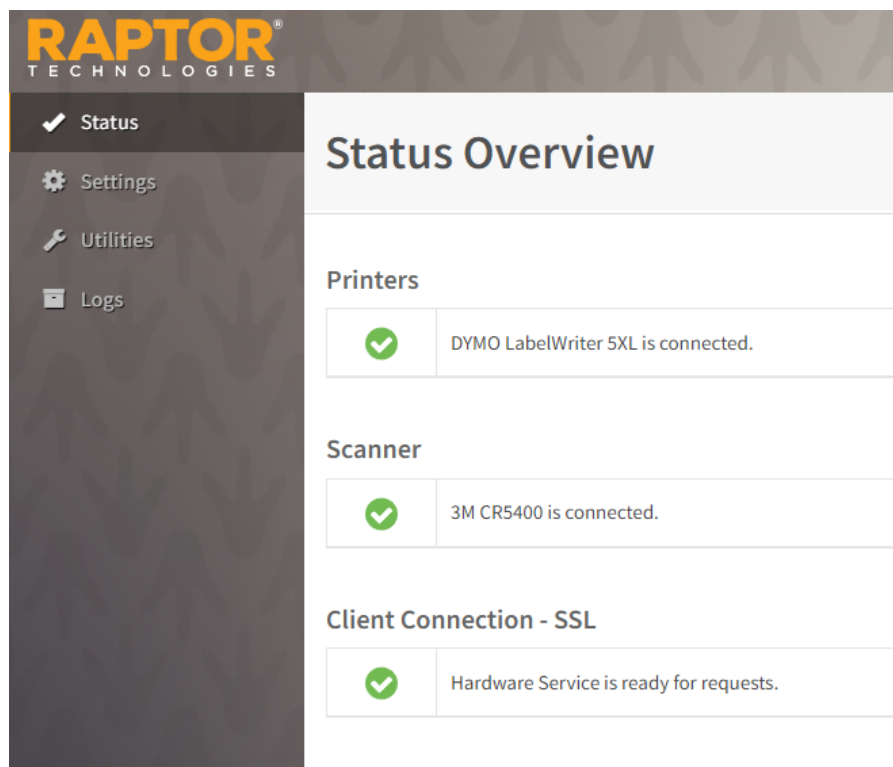 RAPTOR®
TECHNOLOGIES
Status
Settings
Utilities
Logs
Status Overview
Printers
DYMO LabelWriter 5XL is connected.
Scanner
3M CR5400 is connected.
Client Connection - SSL
Hardware Service is ready for requests.